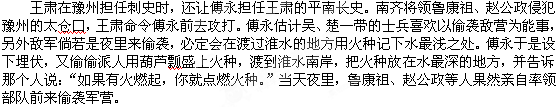 王肃在豫州担任刺史时，还让傅永担任王肃的平南长史。南齐将领鲁康祖、赵公政侵犯
豫州的太仓口，王肃命令傅永前去攻打。傅永估计吴、楚一带的士兵喜欢以偷袭敌营为能事，
另外敌军倘若是夜里来偷袭，必定会在渡过淮水的地方用火种记下水最浅之处。傅永于是设
下埋伏，又偷偷派人用葫芦瓢盛上火种，渡到淮水南岸，把火种放在水最深的地方，并告诉
那个人说：“如果有火燃起，你就点燃火种。”当天夜里，鲁康祖、赵公政等人果然亲自率领
部队前来偷袭军营。